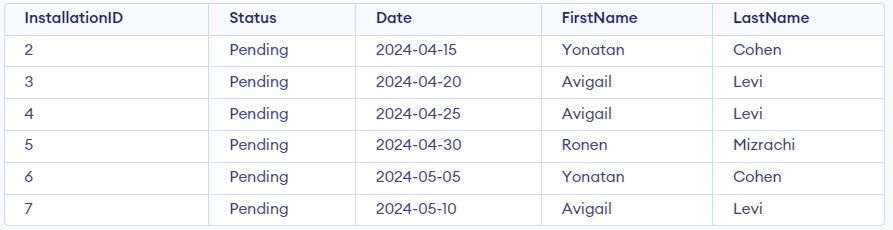 InstallationID Status Date FirstName LastName
2 Pending 2024-04-15 Yonatan Cohen
3 Pending 2024-04-20 Avigail Levi
4 Pending 2024-04-25 Avigail Levi
5 Pending 2024-04-30 Ronen Mizrachi
6 Pending 2024-05-05 Yonatan Cohen
7 Pending 2024-05-10 Avigail Levi